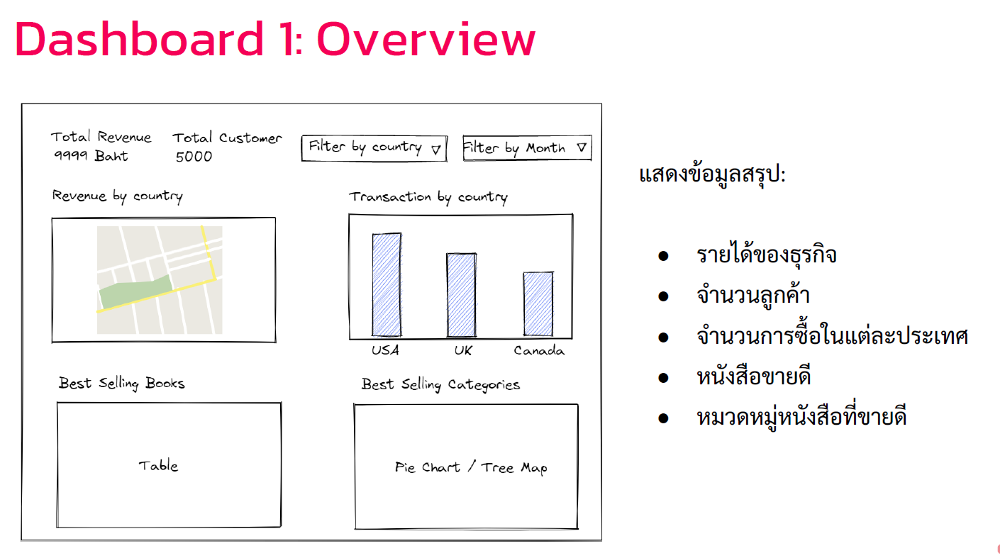 Dashboard 1: Overview
Total Revenue
9999 Baht
Total Customer
5000
Filter by country
Filter by Month
Revenue by country
Transaction by country
USA
UK
Canada
Best Selling Books
Table
Best Selling Categories
Pie Chart / Tree Map
แสดงข้อมูลสรุป:
● รายได้ของธุรกิจ
● จำนวนลูกค้า
● จำนวนการซื้อในแต่ละประเทศ
● หนังสือขายดี
● หมวดหมู่หนังสือที่ขายดี